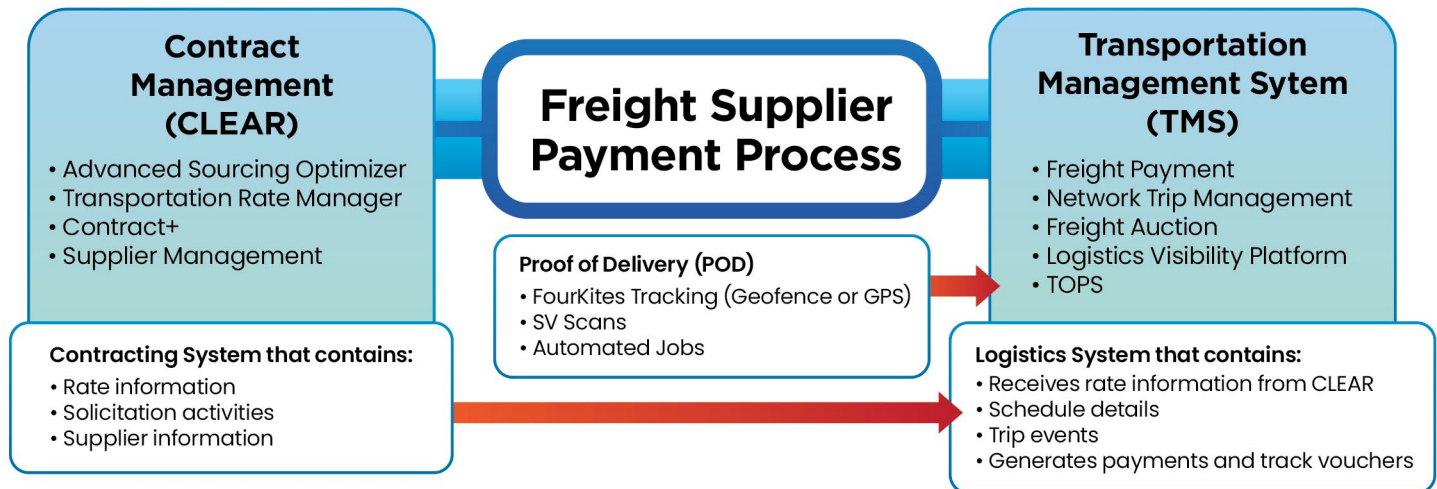 Contract
Management
(CLEAR)
• Advanced Sourcing Optimizer
• Transportation Rate Manager
• Contract+
• Supplier Management
Contracting System that contains:
• Rate information
• Solicitation activities
• Supplier information
Freight Supplier
Payment Process
Proof of Delivery (POD)
• FourKites Tracking (Geofence or GPS)
• SV Scans
• Automated Jobs
Transportation
Management Sytem
(TMS)
• Freight Payment
• Network Trip Management
• Freight Auction
• Logistics Visibility Platform
• TOPS
Logistics System that contains:
• Receives rate information from CLEAR
• Schedule details
• Trip events
• Generates payments and track vouchers